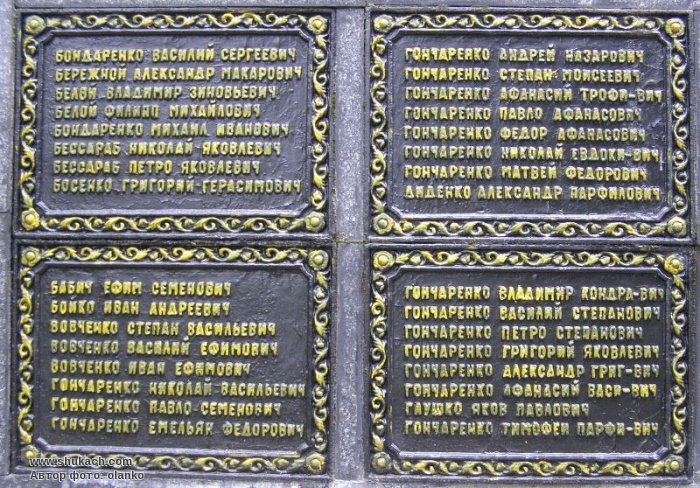 БОНДАРЕНКО ВАСИЛИЙ СЕРГЕЕВИЧ
БЕРЕЖНОЙ АЛЕКСАНДР МАКАРОВИЧ
БЕЛОЙ ВЛАДИМИР ЗИНОВЬЕВИЧ
БЕЛОЙ ФИЛИПП МИХАЙЛОВИЧ
БОНДАРЕНКО МИХАИЛ ИВАНОВИЧ
БЕССАРАБ НИКОЛАЙ ЯКОВЛЕВИЧ
БЕССАРАБ ПЕТРО ЯКОВЛЕВИЧ
БОСЕНКО ГРИГОРИЙ ГЕРАСИМОВИЧ
ГОНЧАРЕНКО АНДРЕЙ НАЗАРОВИЧ
ГОНЧАРЕНКО СТЕПАН МОИСЕЕВИЧ
ГОНЧАРЕНКО АФАНАСИЙ ТРОФИ-ВИЧ
ГОНЧАРЕНКО ПАВЛО АФАНАСОВИЧ
ГОНЧАРЕНКО ФЕДОР АФАНАСОВИЧ
ГОНЧАРЕНКО НИКОЛАЙ ЕВДОКИ-ВИЧ
ГОНЧАРЕНКО МАТВЕЙ ФЕДОРОВИЧ
ДИДЕНКО АЛЕКСАНДР ПАРФИЛОВИЧ
БАБИЧ ЕФИМ СЕМЕНОВИЧ
БОЙКО ИВАН АНДРЕЕВИЧ
ВОВЧЕНКО СТЕПАН ВАСИЛЬЕВИЧ
ВОВЧЕНКО ВАСИЛИЙ ЕФИМОВИЧ
ВОВЧЕНКО ИВАН ЕФИМОВИЧ
ГОНЧАРЕНКО НИКОЛАЙ ВАСИЛЬЕВИЧ
ГОНЧАРЕНКО ПАВЛО СЕМЕНОВИЧ
ГОНЧАРЕНКО ЕМЕЛЬЯК ФЕДОРОВИЧ
ГОНЧАРЕНКО ВЛАДИМИР КОНДРА-ВИЧ
ГОНЧАРЕНКО ВАСИЛИЙ СТЕПАНОВИЧ
ГОНЧАРЕНКО ПЕТРО СТЕПАНОВИЧ
ГОНЧАРЕНКО ГРИГОРИЙ ЯКОВЛЕВИЧ
ГОНЧАРЕНКО АЛЕКСАНДР ГРИГ-ВИЧ
ГОНЧАРЕНКО АФАНАСИЙ ВАСИ-ВИЧ
ГЛУШКО ЯКОВ ПАВЛОВИЧ
ГОНЧАРЕНКО ТИМОФЕЙ ПАРФИ-ВИЧ
www.shukach.com
Автор фото: olanko